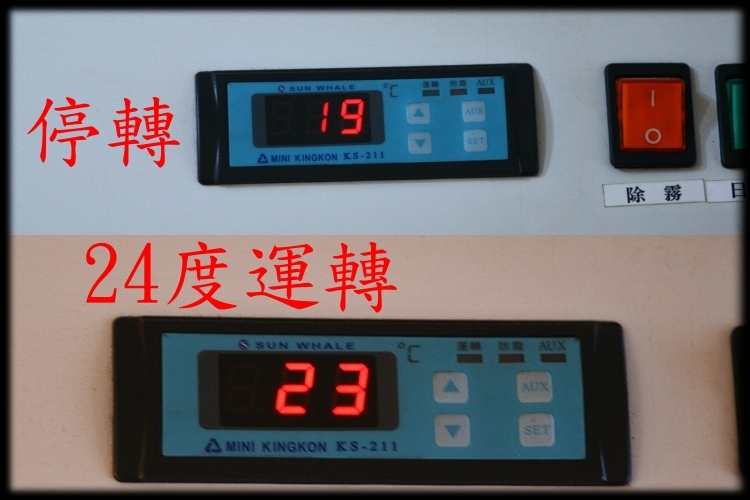 停轉
SUN WHALE
19
°C
運轉 除霜 AUX
AUX
SET
MINI KINGKON KS-211
除霧
日
24度運轉
SUN WHALE
23
°C
運轉 除霜 AUX
AUX
SET
MINI KINGKON KS-211